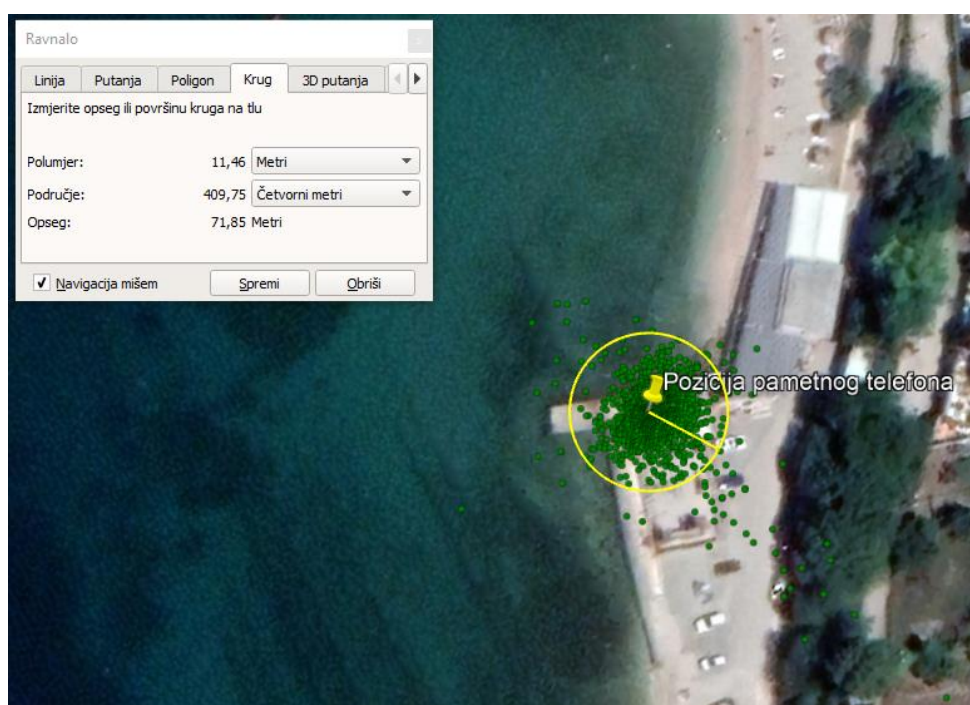 Ravnalo
Linija Putanja Poligon Krug 3D putanja
Izmjerite opseg ili površinu kruga na tlu
Polumjer: 11,46 Metri
Područje: 409,75 Četvorni metri
Opseg: 71,85 Metri
Navigacija mišem Spremi Obriši
Pozicija pametnog telefona